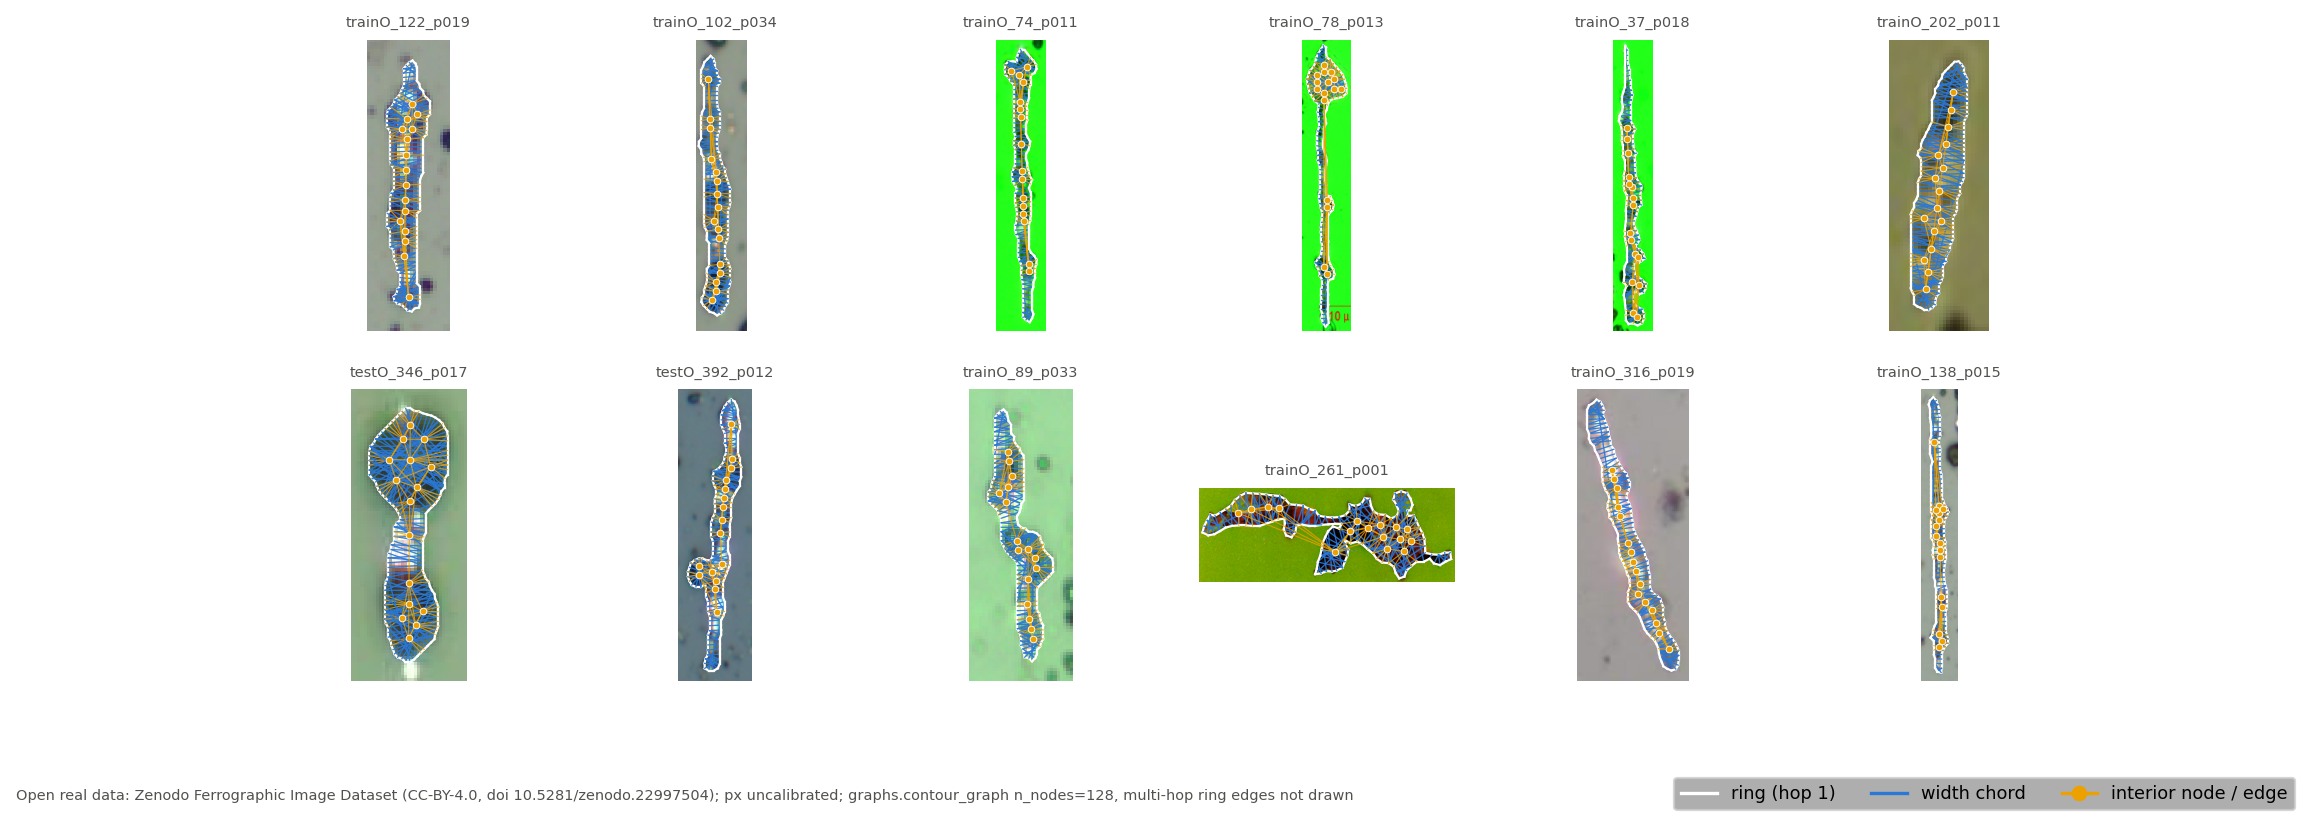 trainO_122_p019
trainO_102_p034
trainO_74_p011
trainO_78_p013
trainO_37_p018
trainO_202_p011
10 μ
testO_346_p017
testO_392_p012
trainO_89_p033
trainO_261_p001
trainO_316_p019
trainO_138_p015
Open real data: Zenodo Ferrographic Image Dataset (CC-BY-4.0, doi 10.5281/zenodo.22997504); px uncalibrated; graphs.contour_graph n_nodes=128, multi-hop ring edges not drawn
ring (hop 1)
width chord
interior node / edge